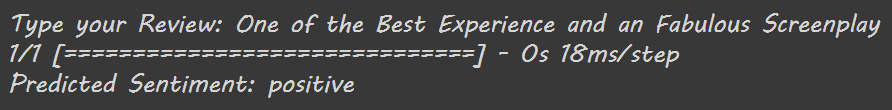 Type your Review: One of the Best Experience and an Fabulous Screenplay
1/1 [==============================] - 0s 18ms/step
Predicted Sentiment: positive